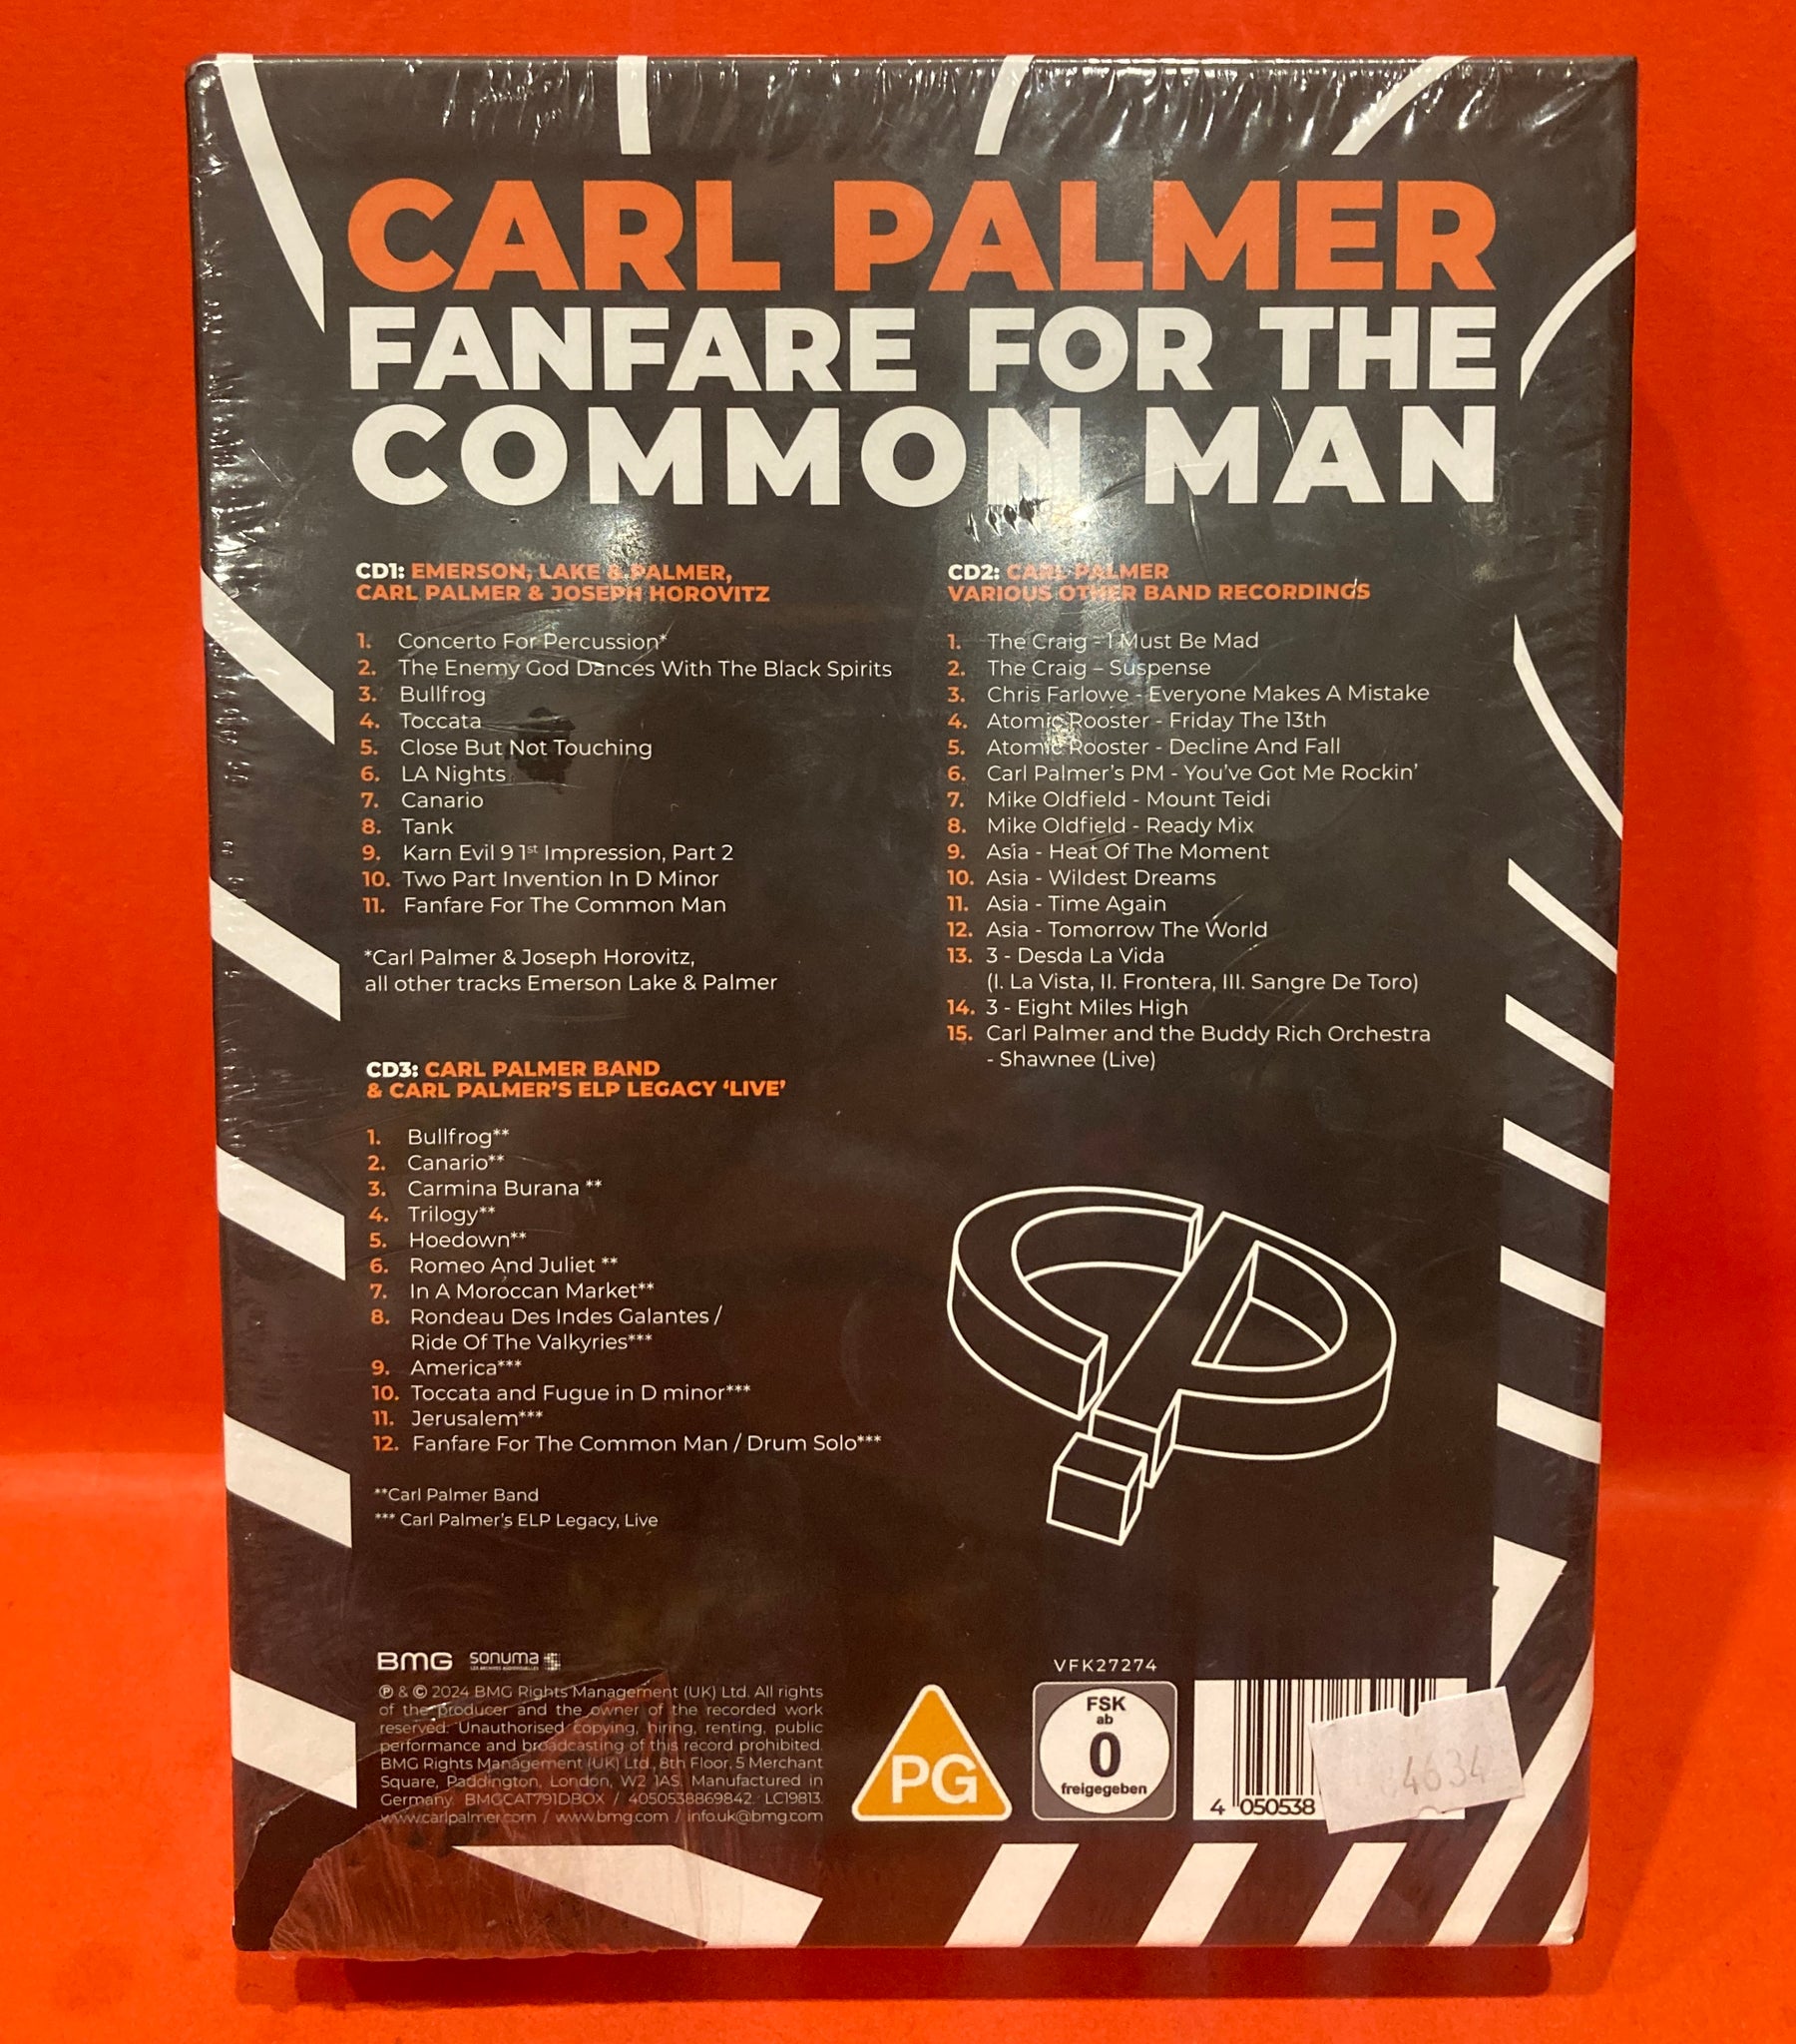 CARL PALMER
FANFARE FOR THE
COMMON MAN
CD1: EMERSON, LAKE & PALMER,
CARL PALMER & JOSEPH HOROVITZ
1. Concerto For Percussion*
2. The Enemy God Dances With The Black Spirits
3. Bullfrog
4. Toccata
5. Close But Not Touching
6. LA Nights
7. Canario
8. Tank
9. Karn Evil 9 1st Impression, Part 2
10. Two Part Invention In D Minor
11. Fanfare For The Common Man
*Carl Palmer & Joseph Horovitz,
all other tracks Emerson Lake & Palmer
CD2: CARL PALMER
VARIOUS OTHER BAND RECORDINGS
1. The Craig - I Must Be Mad
2. The Craig – Suspense
3. Chris Farlowe - Everyone Makes A Mistake
4. Atomic Rooster - Friday The 13th
5. Atomic Rooster - Decline And Fall
6. Carl Palmer's PM - You've Got Me Rockin'
7. Mike Oldfield - Mount Teidi
8. Mike Oldfield - Ready Mix
9. Asia - Heat Of The Moment
10. Asia - Wildest Dreams
11. Asia - Time Again
12. Asia - Tomorrow The World
13. 3 - Desda La Vida
(I. La Vista, II. Frontera, III. Sangre De Toro)
14. 3 - Eight Miles High
15. Carl Palmer and the Buddy Rich Orchestra
- Shawnee (Live)
CD3: CARL PALMER BAND
& CARL PALMER'S ELP LEGACY 'LIVE'
1. Bullfrog**
2. Canario**
3. Carmina Burana **
4. Trilogy**
5. Hoedown**
6. Romeo And Juliet **
7. In A Moroccan Market**
8. Rondeau Des Indes Galantes /
Ride Of The Valkyries***
9. America***
10. Toccata and Fugue in D minor***
11. Jerusalem***
12. Fanfare For The Common Man / Drum Solo***
**Carl Palmer Band
*** Carl Palmer's ELP Legacy, Live
BMG sonuma
℗ & © 2024 BMG Rights Management (UK) Ltd. All rights
of the producer and the owner of the recorded work
reserved. Unauthorised copying, hiring, renting, public
performance and broadcasting of this record prohibited.
BMG Rights Management (UK) Ltd., 8th Floor, 5 Merchant
Square, Paddington, London, W2 1AS. Manufactured in
Germany. BMGCAT791DBOX / 4050538869842 LC19813.
www.carlpalmer.com / www.bmg.com / info.uk@bmg.com
PG
VFK27274
FSK
ab
0
freigegeben
4 050538
4634